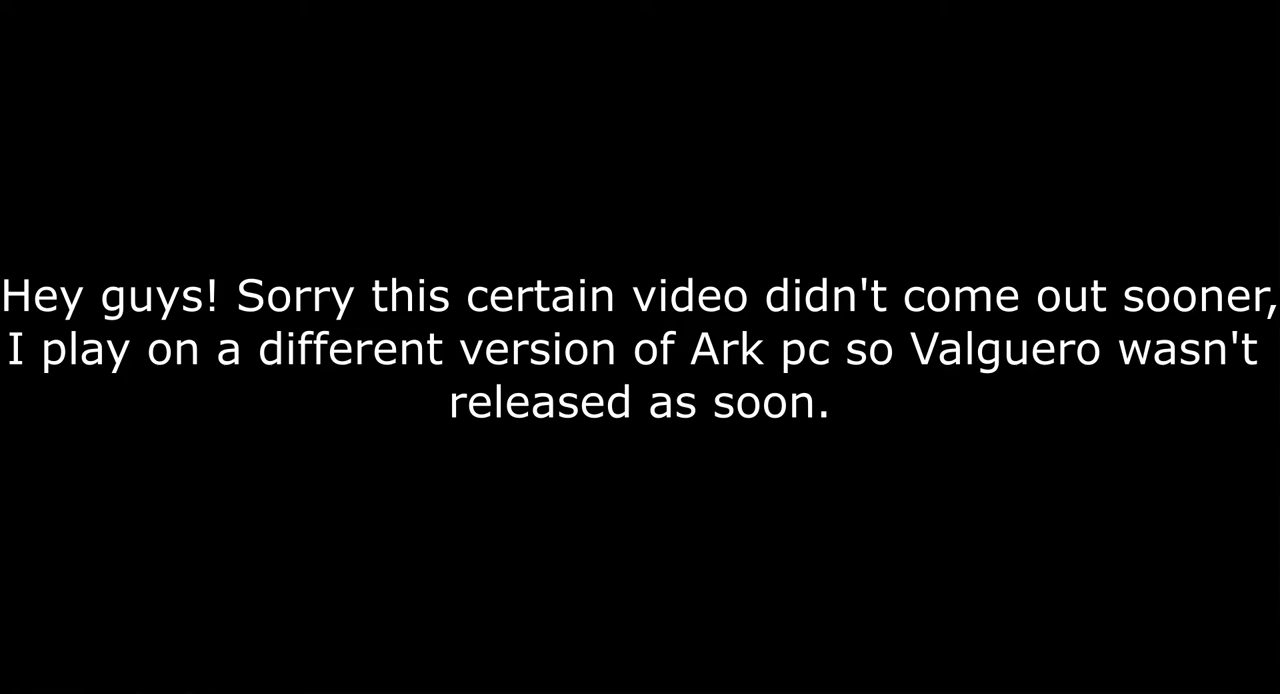 Hey guys! Sorry this certain video didn't come out sooner,
I play on a different version of Ark pc so Valguero wasn't
released as soon.